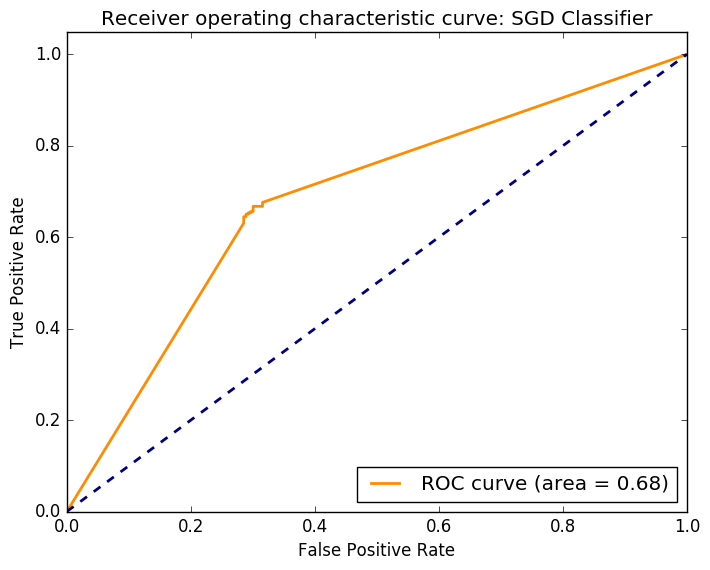 Receiver operating characteristic curve: SGD Classifier
1.0
0.8
0.6
0.4
0.2
0.0
True Positive Rate
ROC curve (area = 0.68)
0.0 0.2 0.4 0.6 0.8 1.0
False Positive Rate